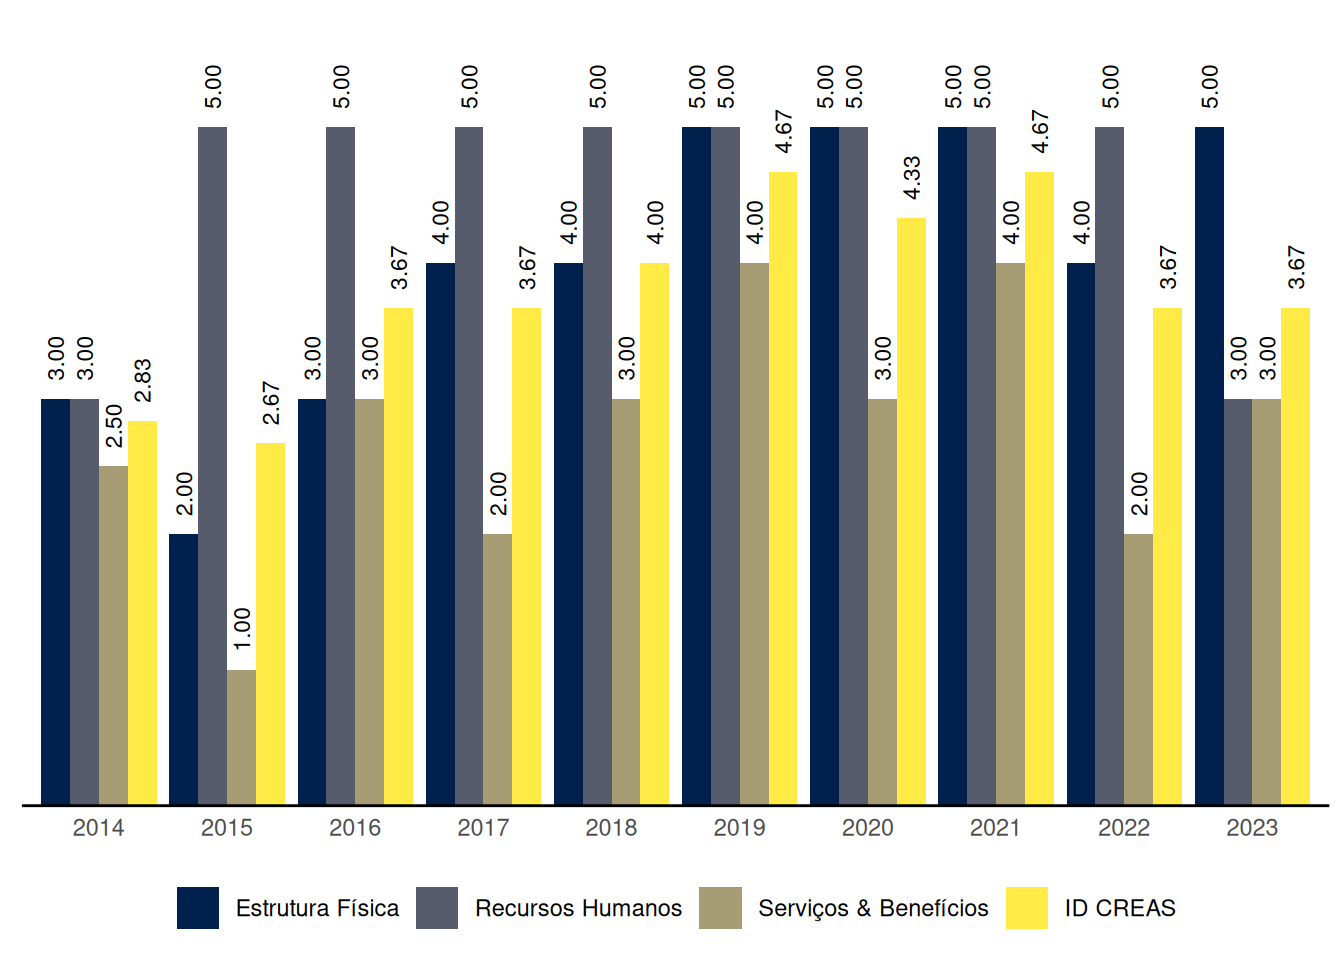 3.00 3.00 2.50 2.83
2.00 5.00 1.00 2.67
3.00 5.00 3.00 3.67
4.00 5.00 2.00 3.67
4.00 5.00 3.00 4.00
5.00 5.00 4.00 4.67
5.00 5.00 3.00 4.33
5.00 5.00 4.00 4.67
4.00 5.00 2.00 3.67
5.00 3.00 3.00 3.67
2014 2015 2016 2017 2018 2019 2020 2021 2022 2023
Estrutura Física Recursos Humanos Serviços & Benefícios ID CREAS